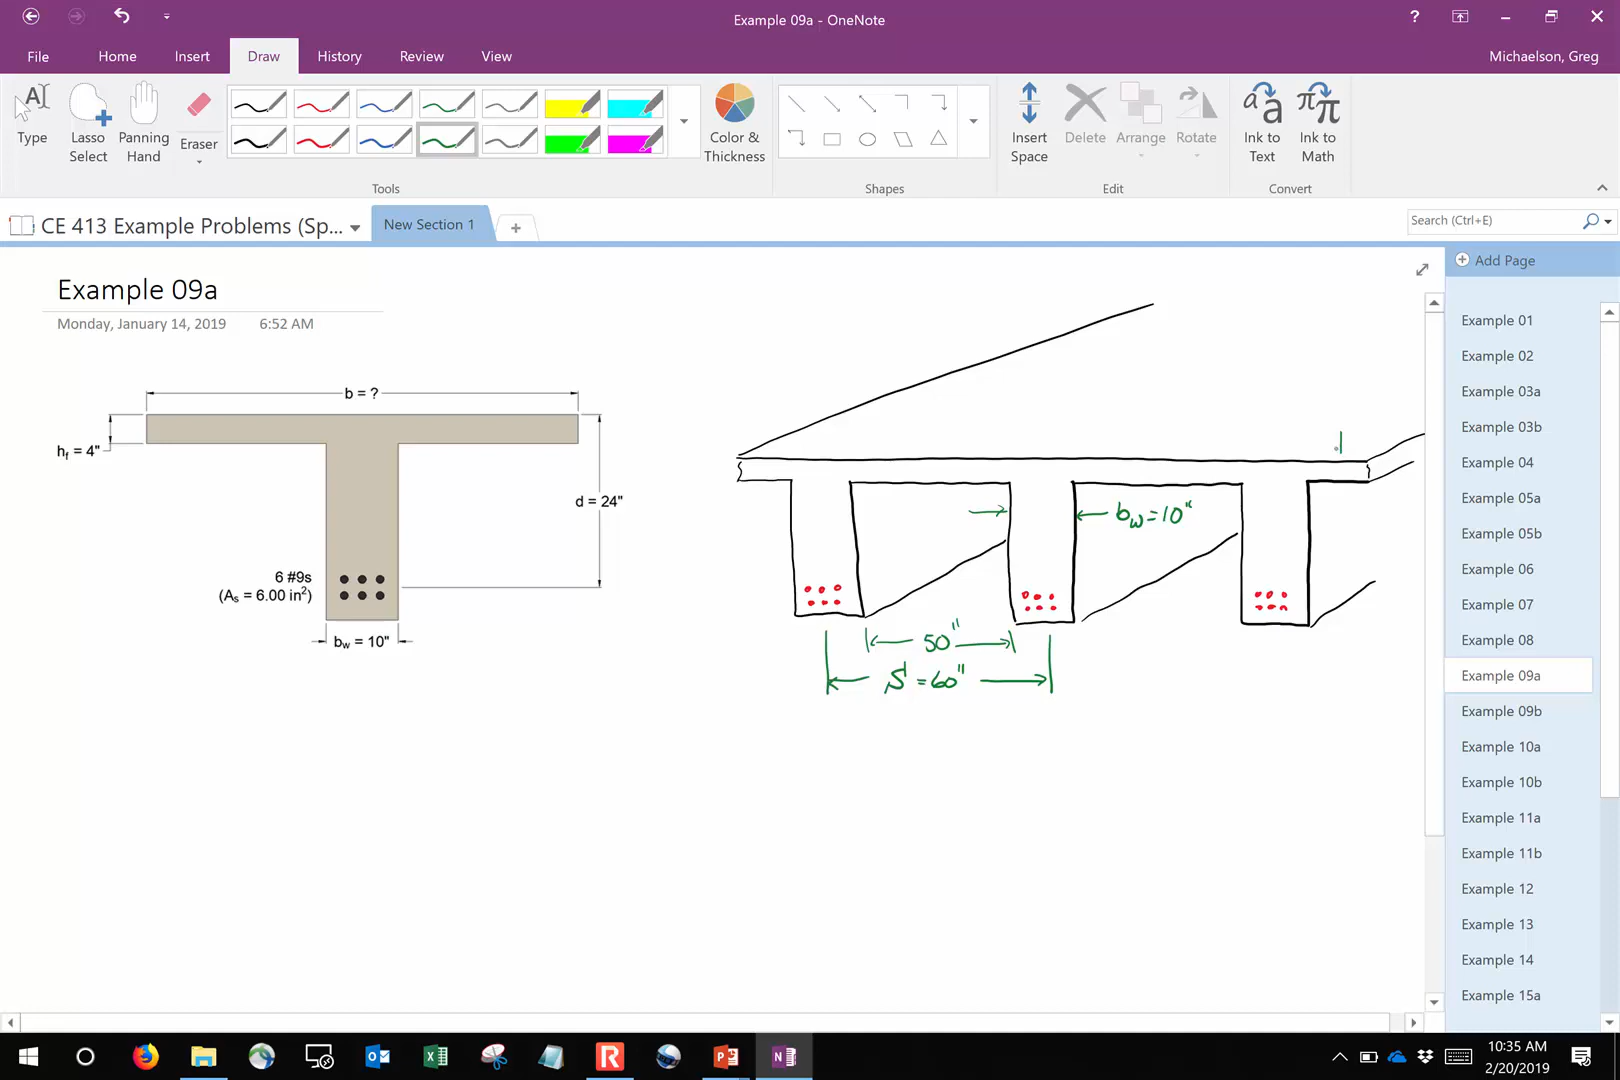 Example 09a - OneNote
?
File
Home
Insert
Draw
History
Review
View
Michaelson, Greg
Type
Lasso
Select
Panning
Hand
Eraser
Color &
Thickness
Insert
Space
Delete
Arrange
Rotate
Ink to
Text
Ink to
Math
Tools
Shapes
Edit
Convert
CE 413 Example Problems (Sp...
New Section 1
Search (Ctrl+E)
Add Page
Example 09a
Monday, January 14, 2019
6:52 AM
b = ?
hf = 4"
d = 24"
6 #9s
(As = 6.00 in²)
bw = 10"
bw = 10"
50"
S = 60"
Example 01
Example 02
Example 03a
Example 03b
Example 04
Example 05a
Example 05b
Example 06
Example 07
Example 08
Example 09a
Example 09b
Example 10a
Example 10b
Example 11a
Example 11b
Example 12
Example 13
Example 14
Example 15a
10:35 AM
2/20/2019